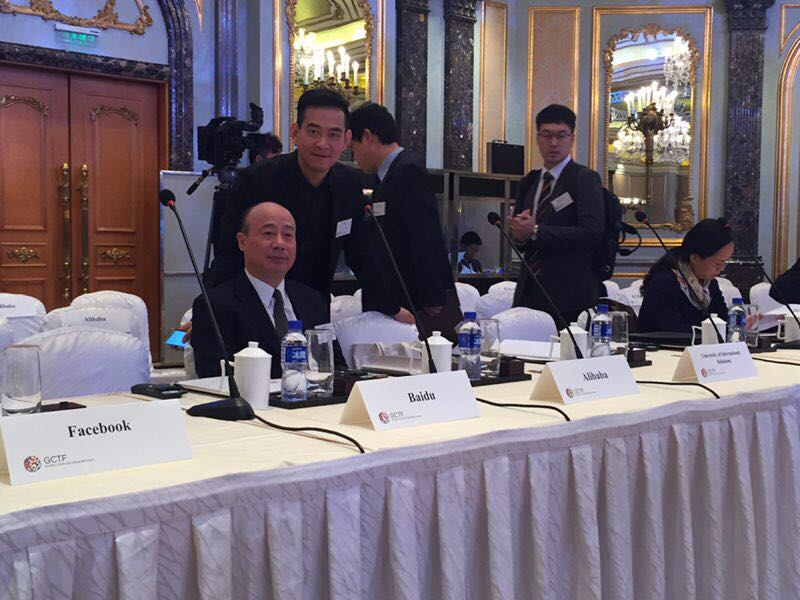 Facebook
GCTF
Baidu
GCTF
Alibaba
GCTF
University of International
Relations
Alibaba